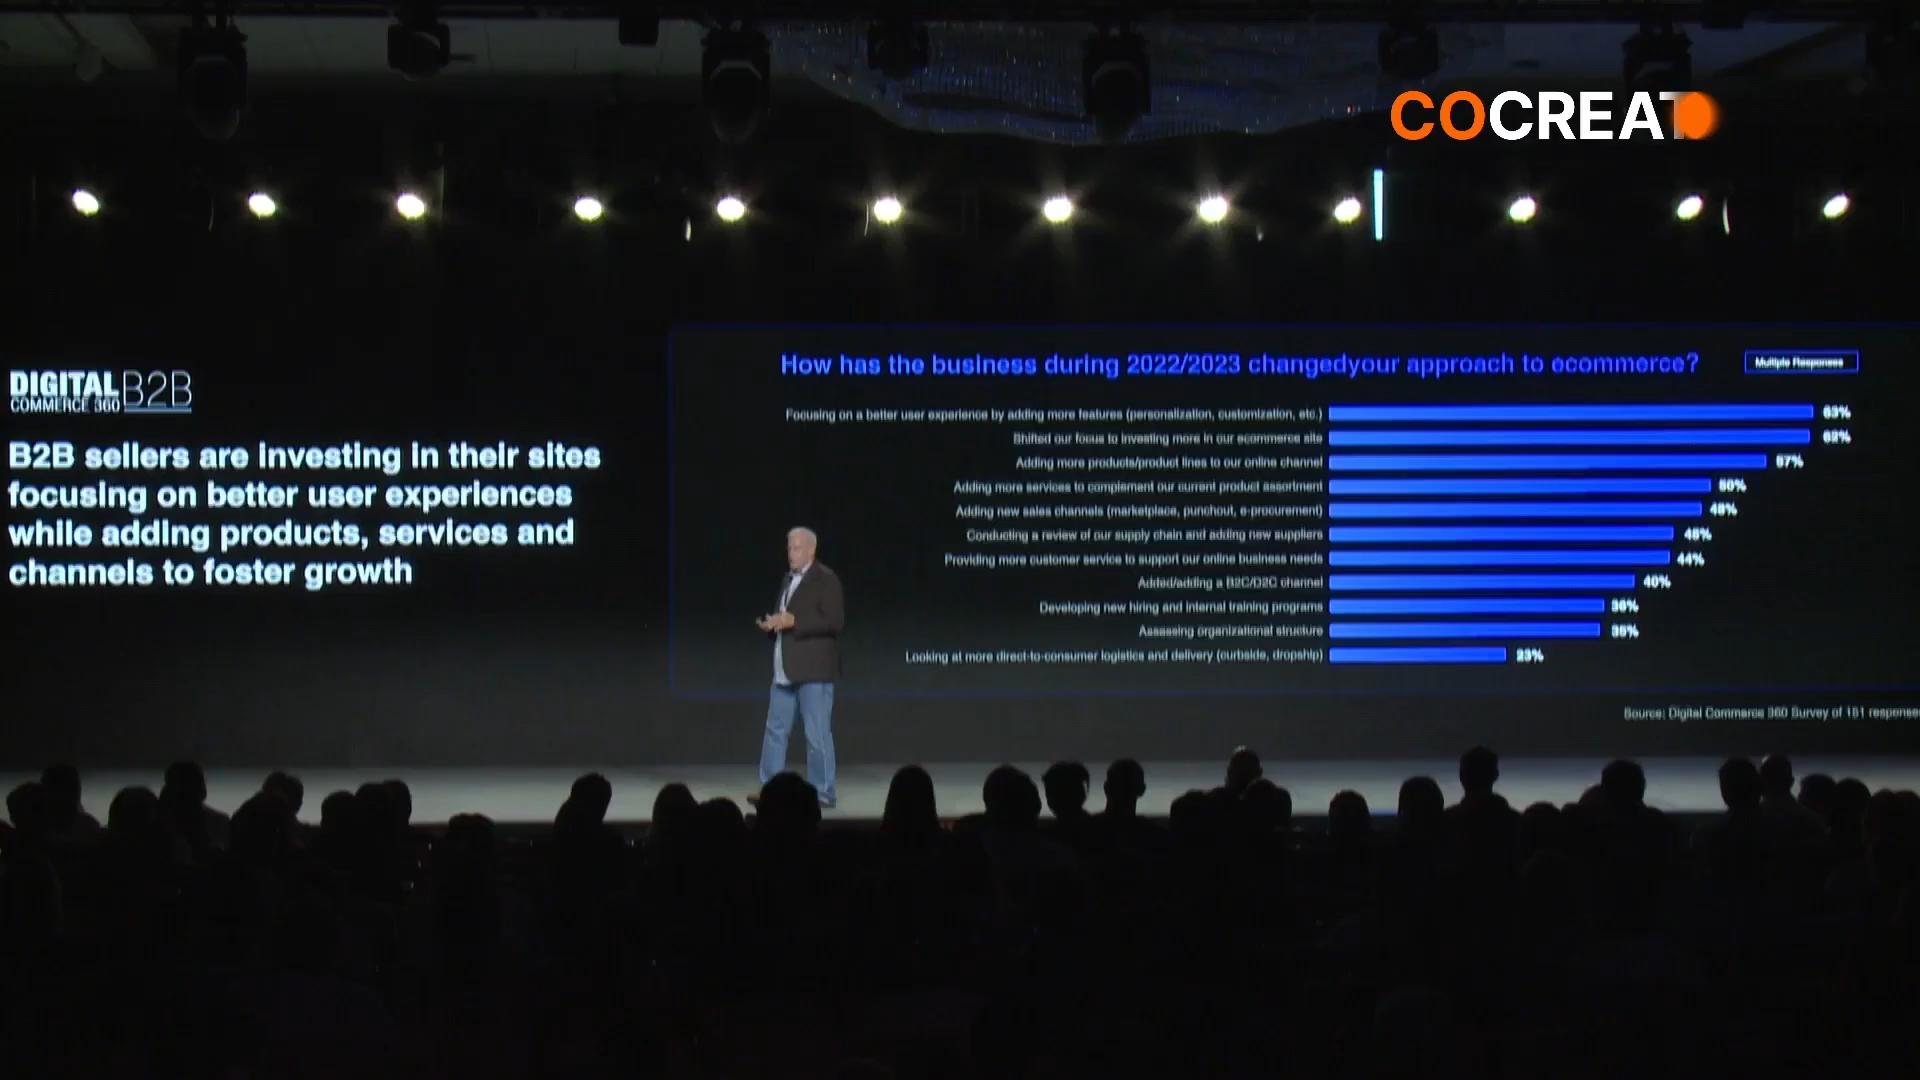 COCREAT
DIGITAL B2B
COMMERCE 360
B2B sellers are investing in their sites
focusing on better user experiences
while adding products, services and
channels to foster growth
How has the business during 2022/2023 changedyour approach to ecommerce?
Multiple Responses
Focusing on a better user experience by adding more features (personalization, customization, etc.) 63%
Shifted our focus to investing more in our ecommerce site 62%
Adding more products/product lines to our online channel 57%
Adding more services to complement our current product assortment 50%
Adding new sales channels (marketplace, punchout, e-procurement)
Conducting a review of our supply chain and adding new suppliers
Providing more customer service to support our online business needs 44%
Added/adding a B2C/D2C channel 40%
Developing new hiring and internal training programs 36%
Assessing organizational structure 35%
Looking at more direct-to-consumer logistics and delivery (curbside, dropship) 23%
Source: Digital Commerce 360 Survey of 151 response